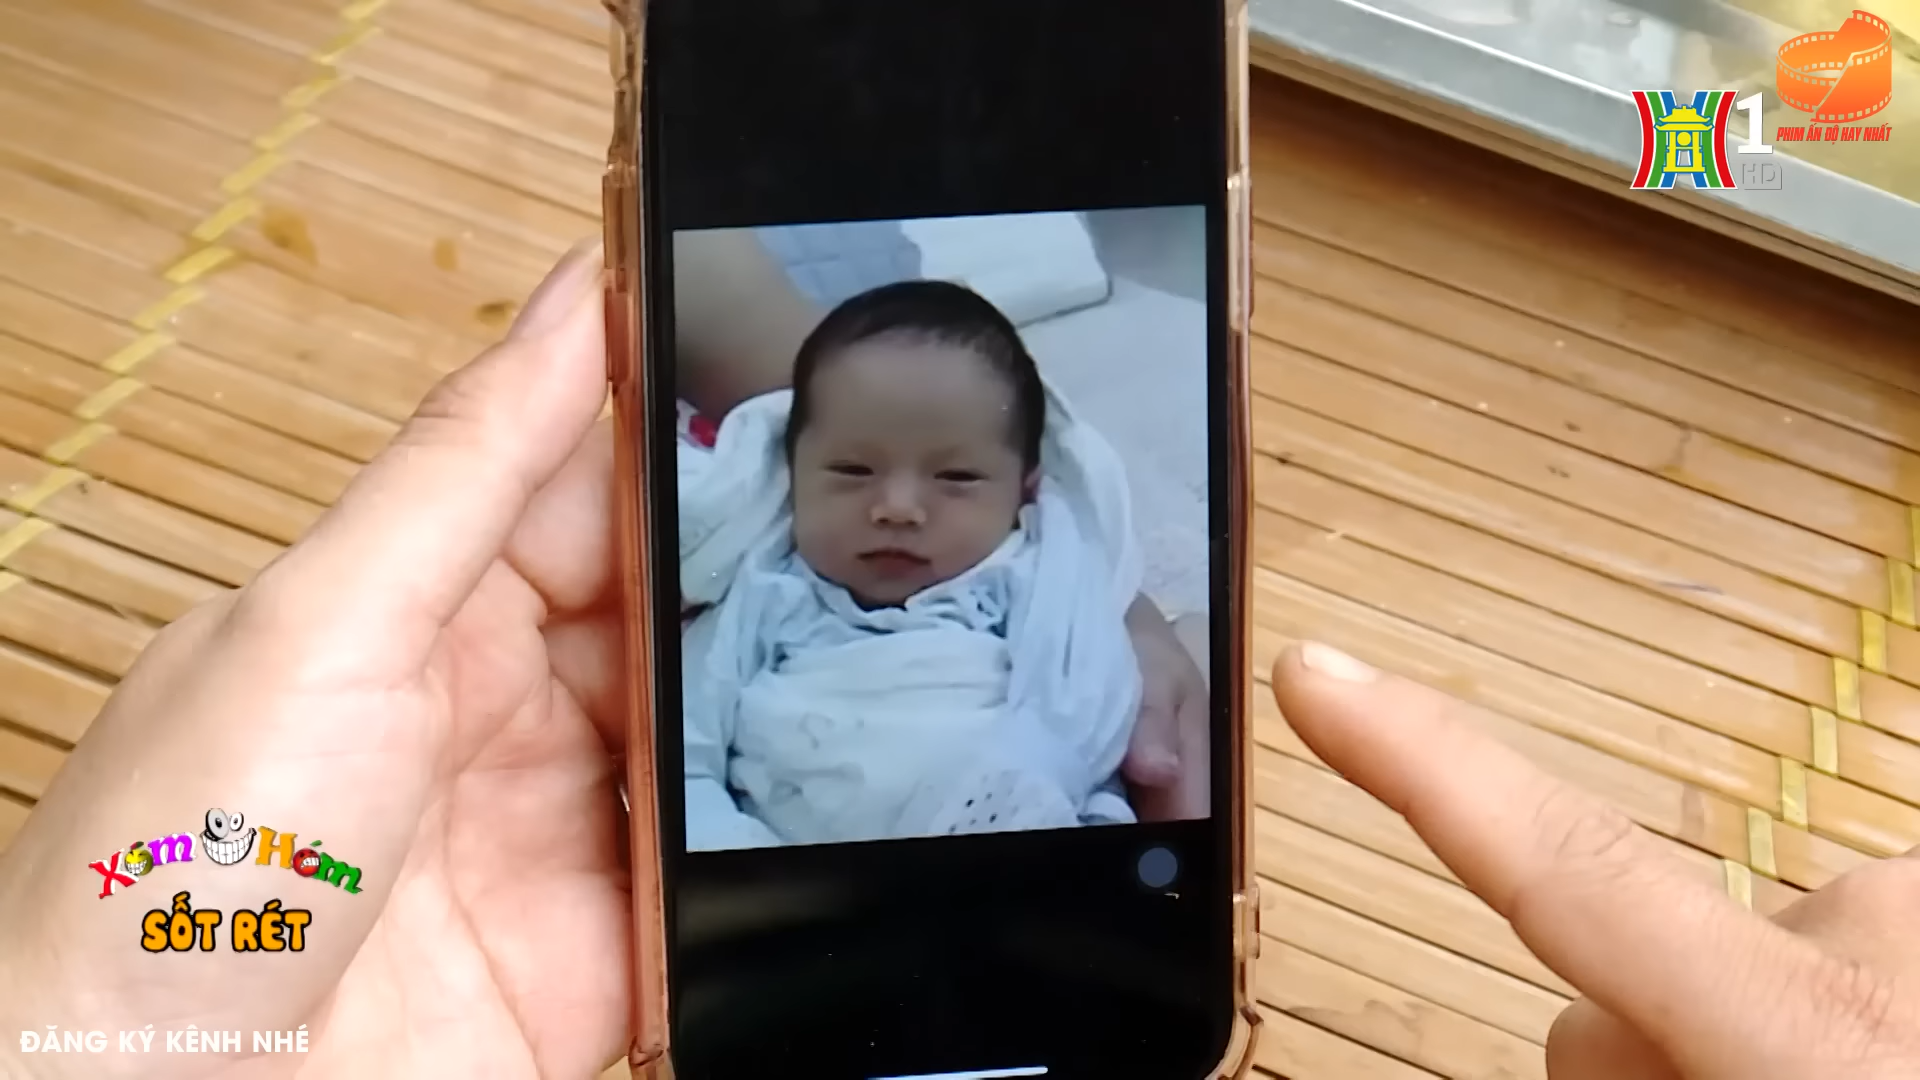 1
HD
PHIM ẤN ĐỘ HAY NHẤT
Xóm Hóm
SỐT RÉT
ĐĂNG KÝ KÊNH NHÉ